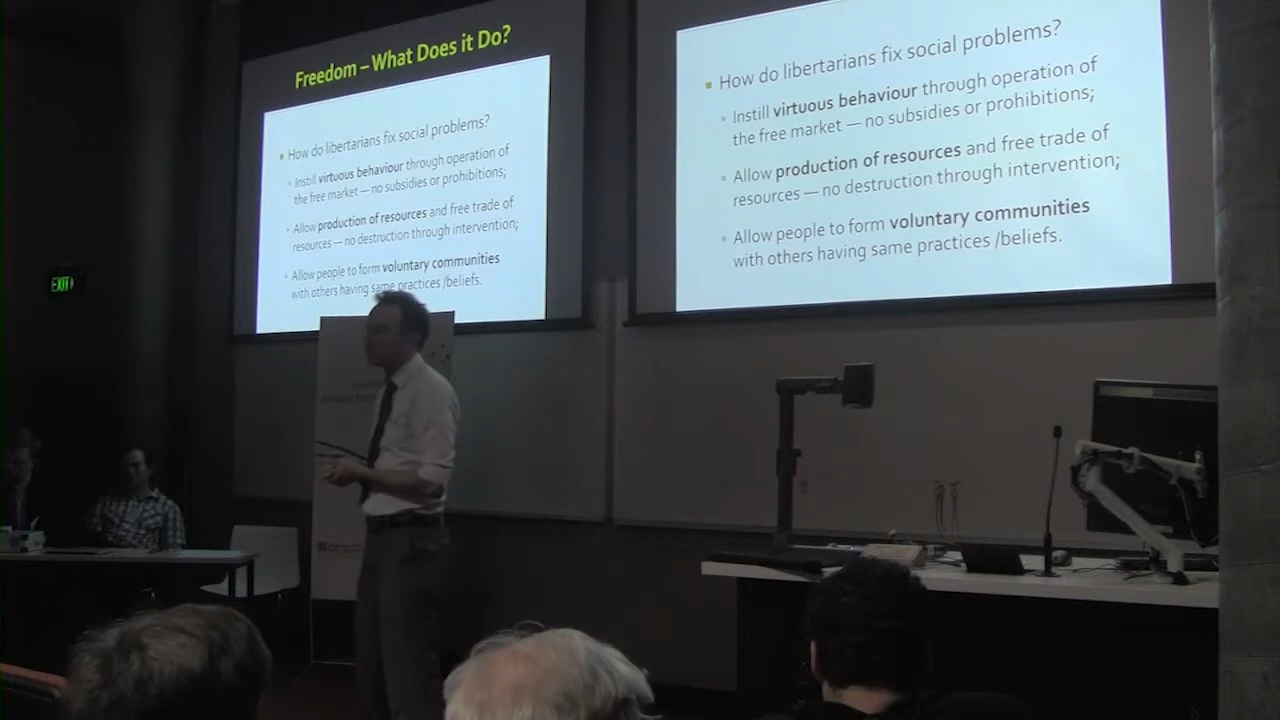 Freedom – What Does it Do?
How do libertarians fix social problems?
Instill virtuous behaviour through operation of
the free market — no subsidies or prohibitions;
Allow production of resources and free trade of
resources — no destruction through intervention;
Allow people to form voluntary communities
with others having same practices /beliefs.
How do libertarians fix social problems?
Instill virtuous behaviour through operation of
the free market — no subsidies or prohibitions;
Allow production of resources and free trade of
resources — no destruction through intervention;
Allow people to form voluntary communities
with others having same practices /beliefs.
EXIT